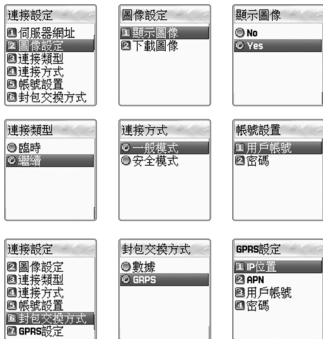 連接設定
1伺服器網址
2圖像設定
3連接類型
4連接方式
5帳號設置
6封包交換方式
圖像設定
1顯示圖像
2下載圖像
顯示圖像
No
Yes
連接類型
臨時
繼續
連接方式
一般模式
安全模式
帳號設置
1用戶帳號
2密碼
連接設定
2圖像設定
3連接類型
4連接方式
5帳號設置
6封包交換方式
7GPRS設定
封包交換方式
數據
GRPS
GPRS設定
1IP位置
2APN
3用戶帳號
4密碼